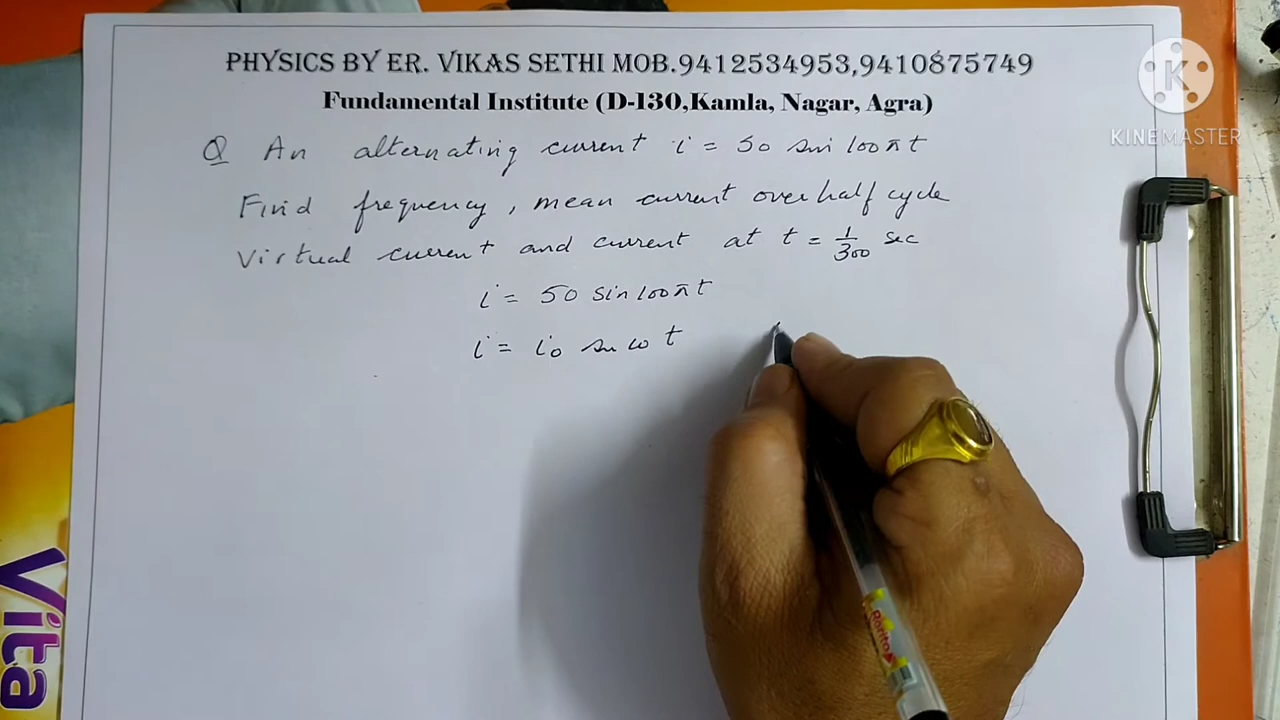 PHYSICS BY ER. VIKAS SETHI MOB.9412534953,9410875749
Fundamental Institute (D-130,Kamla, Nagar, Agra)
Q An alternating current i = 50 sin 100πt
Find frequency, mean current over half cycle
Virtual current and current at t = 1/300 sec
i = 50 sin 100πt
i = i₀ sin ω t
K
KINEMASTER
Vita
Rorito